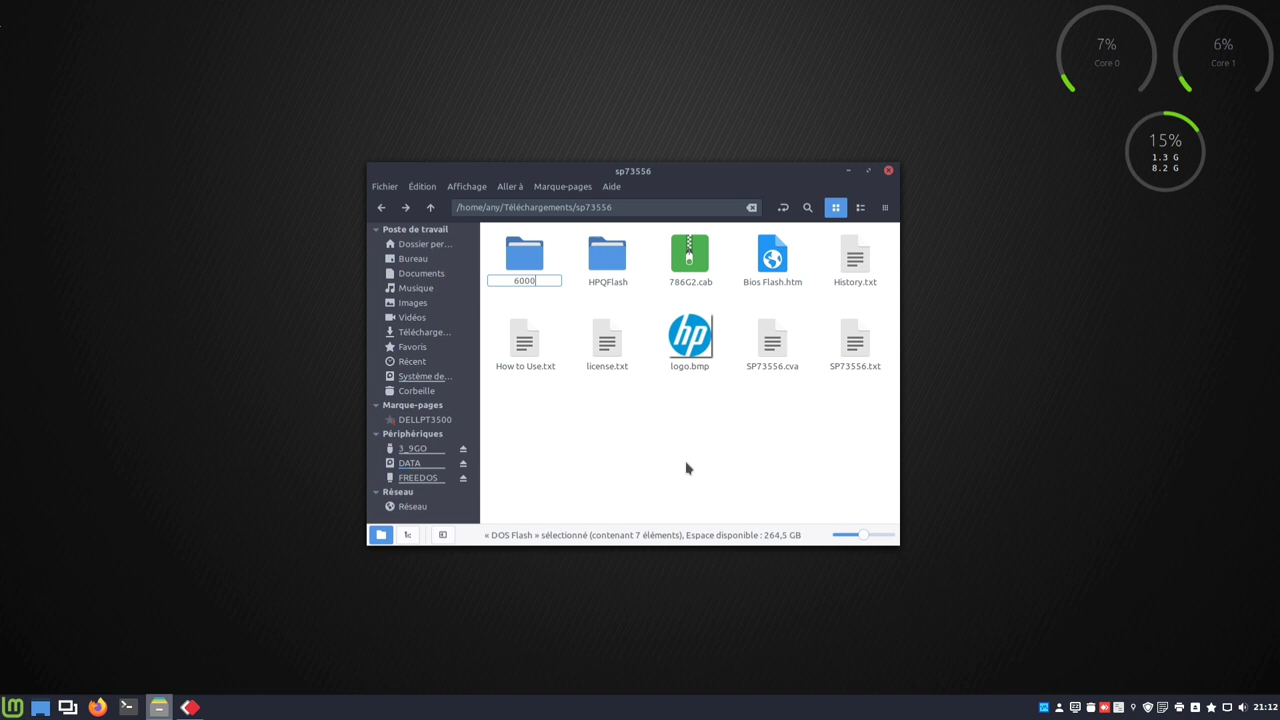 7%
Core 0
6%
Core 1
15%
1.3 G
8.2 G
sp73556
Fichier Édition Affichage Aller à Marque-pages Aide
/home/any/Téléchargements/sp73556
Poste de travail
Dossier per…
Bureau
Documents
Musique
Images
Vidéos
Télécharge…
Favoris
Récent
Système de…
Corbeille
Marque-pages
DELLPT3500
Périphériques
3_9GO
DATA
FREEDOS
Réseau
Réseau
6000 HPQFlash 786G2.cab Bios Flash.htm History.txt
How to Use.txt license.txt logo.bmp SP73556.cva SP73556.txt
hp
« DOS Flash » sélectionné (contenant 7 éléments), Espace disponible : 264,5 GB
21:12